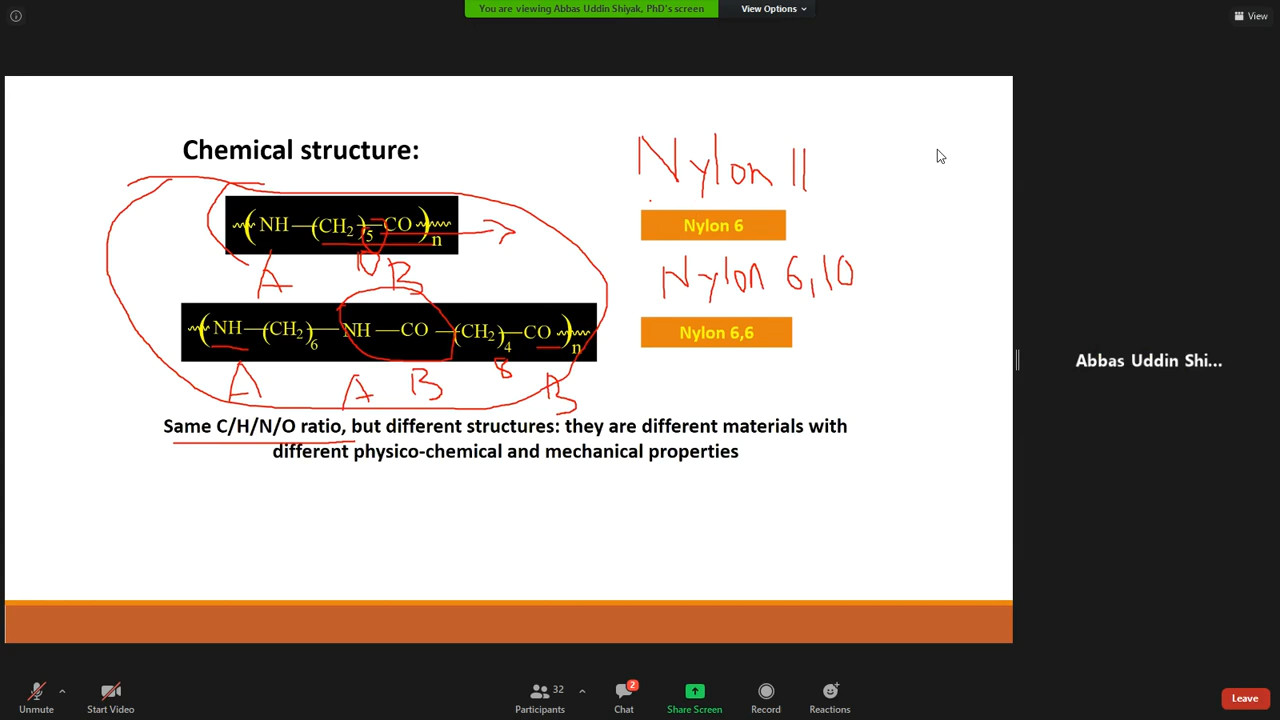 You are viewing Abbas Uddin Shiyak, PhD's screen
View Options
View
Chemical structure:
Nylon 11
(NH—(CH2)5—CO)n
Nylon 6
10
A B
Nylon 6,10
(NH—(CH2)6—NH—CO—(CH2)4—CO)n
Nylon 6,6
8
A A B B
Same C/H/N/O ratio, but different structures: they are different materials with
different physico-chemical and mechanical properties
Abbas Uddin Shi...
32
2
Unmute
Start Video
Participants
Chat
Share Screen
Record
Reactions
Leave